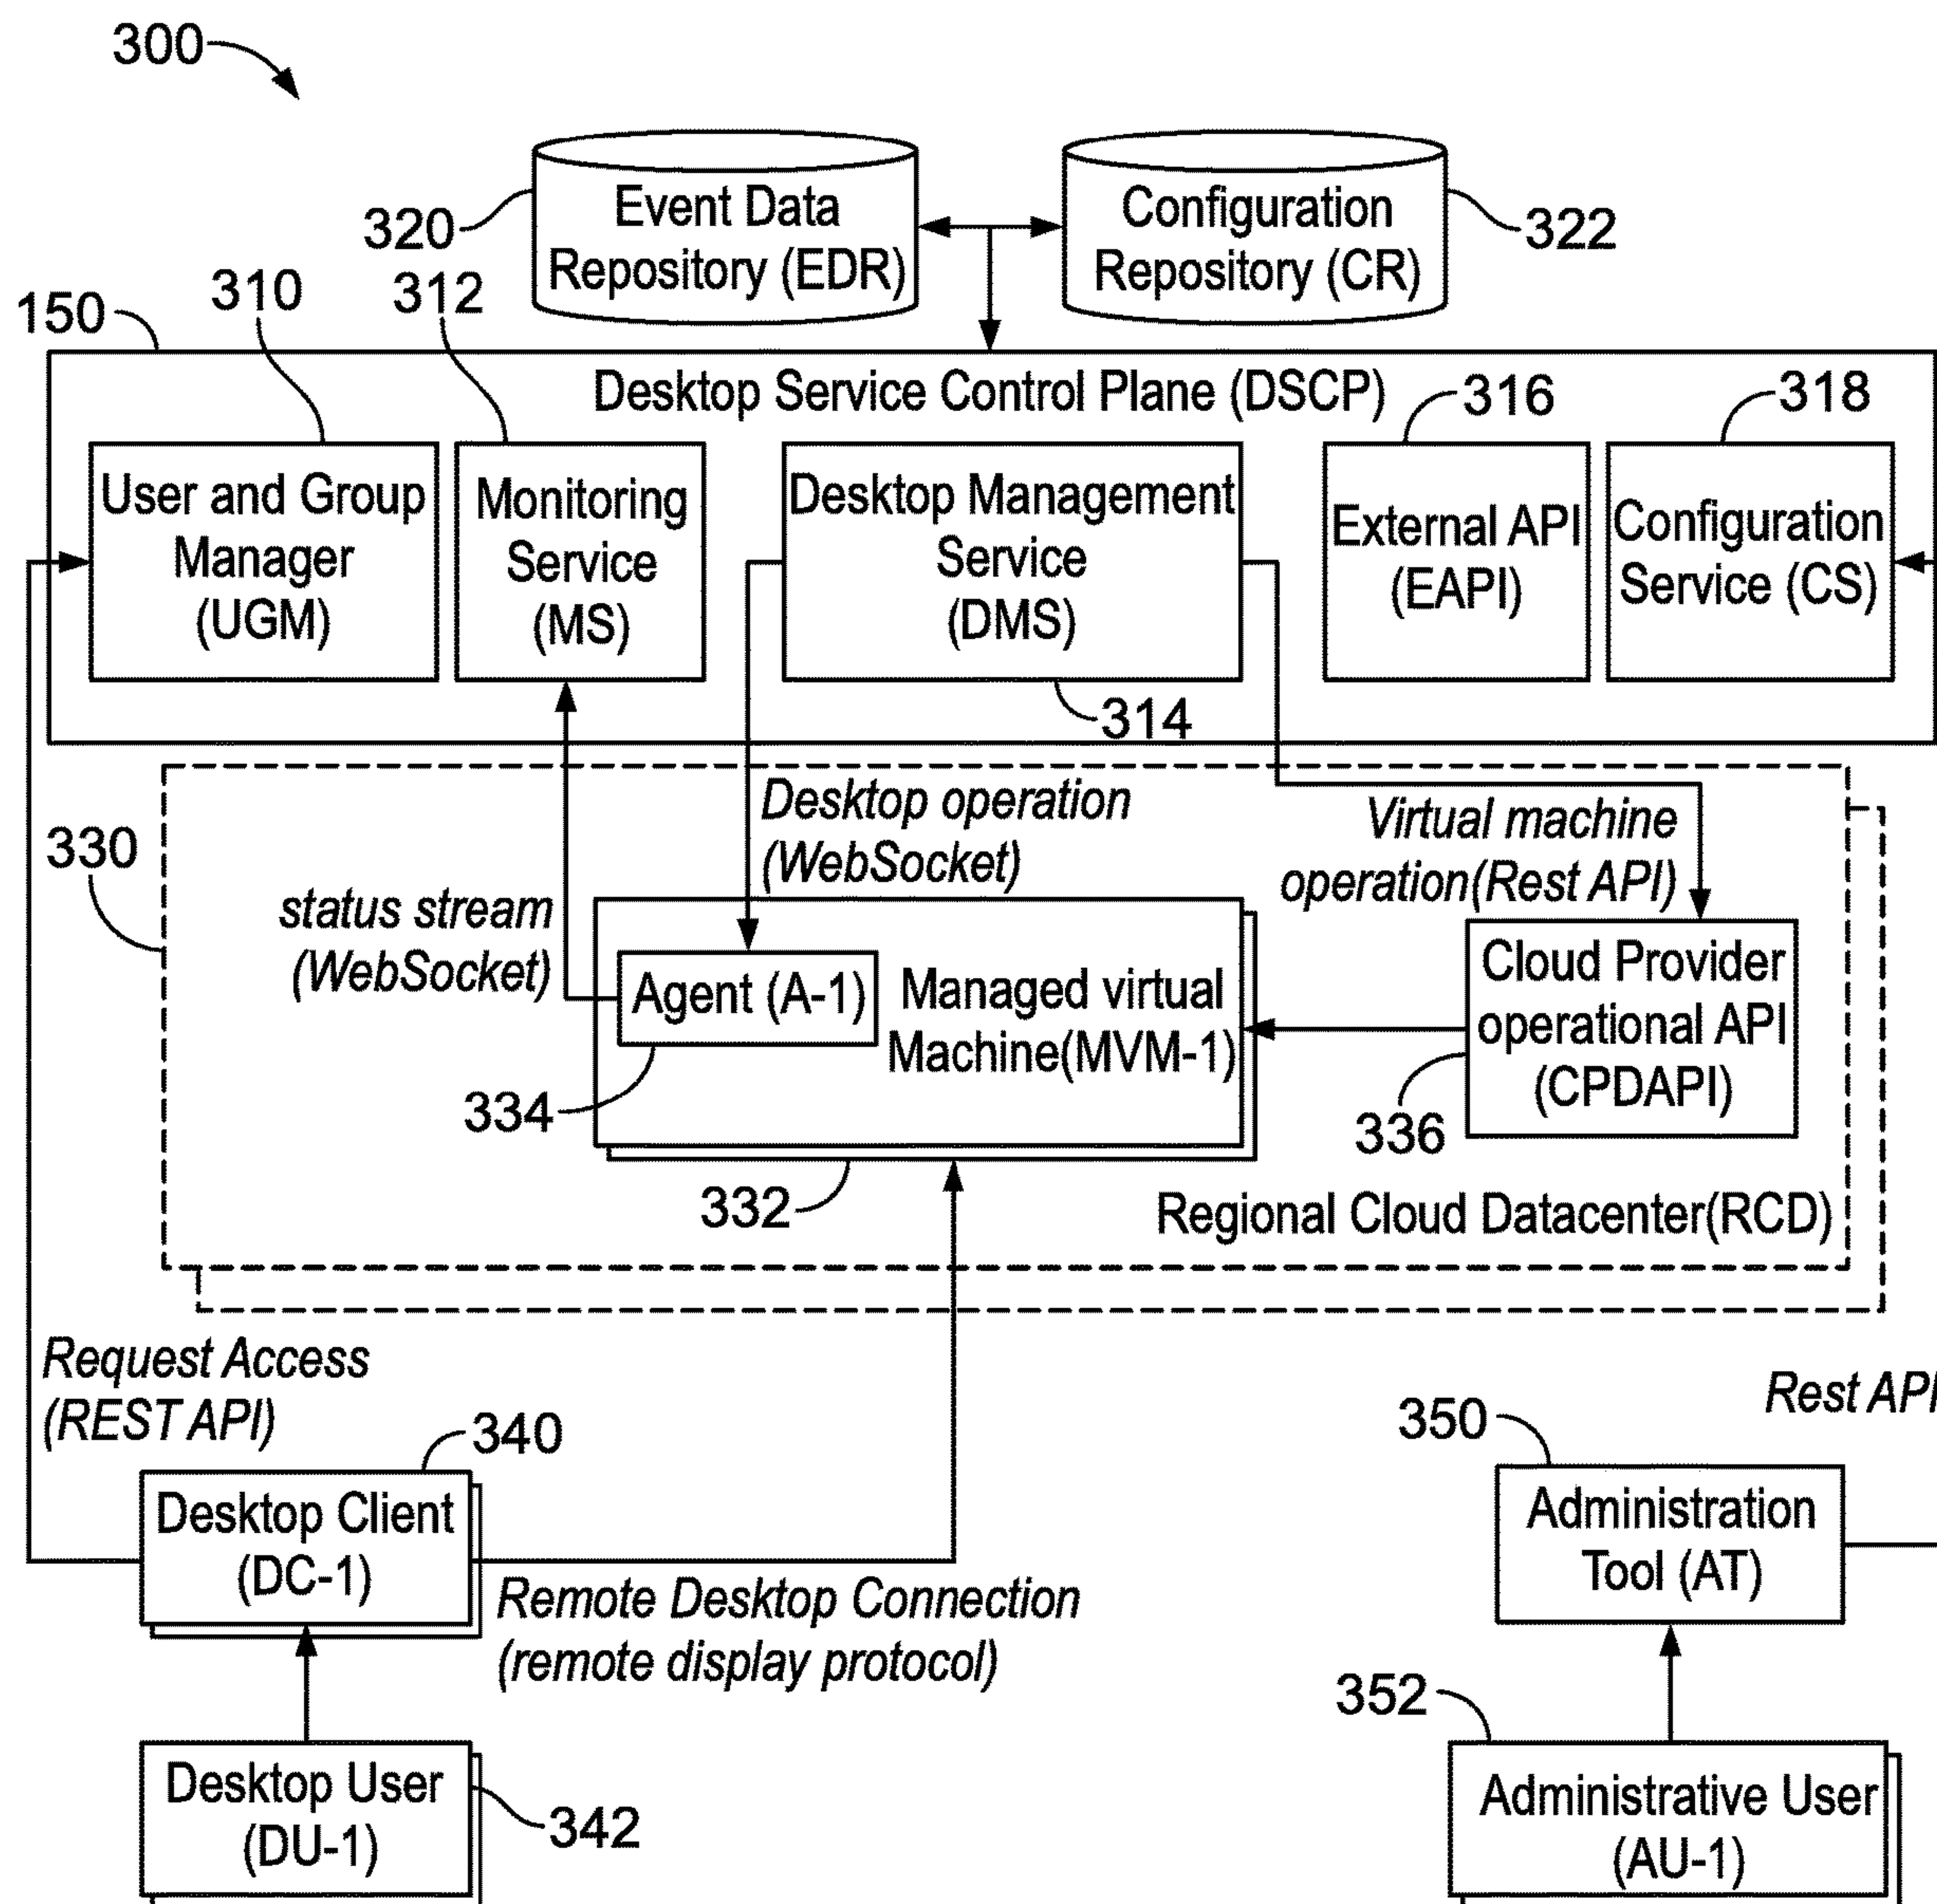 300
320
Event Data
Repository (EDR)
Configuration
Repository (CR)
322
150
310
312
Desktop Service Control Plane (DSCP)
316
318
User and Group
Manager
(UGM)
Monitoring
Service
(MS)
Desktop Management
Service
(DMS)
External API
(EAPI)
Configuration
Service (CS)
314
330
status stream
(WebSocket)
Desktop operation
(WebSocket)
Virtual machine
operation(Rest API)
Agent (A-1)
Managed virtual
Machine(MVM-1)
Cloud Provider
operational API
(CPDAPI)
334
332
336
Regional Cloud Datacenter(RCD)
Request Access
(REST API)
340
Desktop Client
(DC-1)
Remote Desktop Connection
(remote display protocol)
350
Rest API
Administration
Tool (AT)
Desktop User
(DU-1)
342
352
Administrative User
(AU-1)